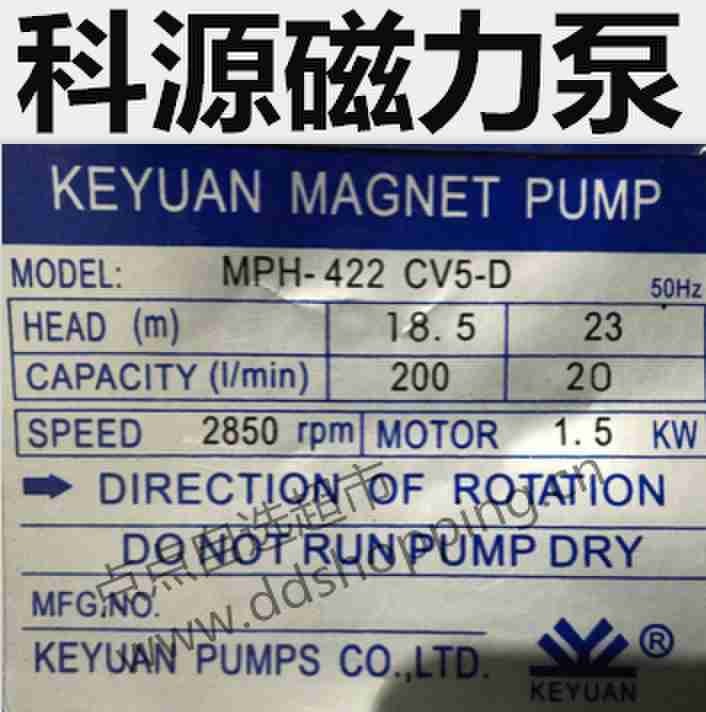 科源磁力泵
KEYUAN MAGNET PUMP
MODEL: MPH-422 CV5-D
50Hz
HEAD (m) 18.5 23
CAPACITY (l/min) 200 20
SPEED 2850 rpm MOTOR 1.5 KW
DIRECTION OF ROTATION
DO NOT RUN PUMP DRY
MFG.NO.
KEYUAN PUMPS CO.,LTD.
KEYUAN ®
点点自选超市
www.ddshopping.cn